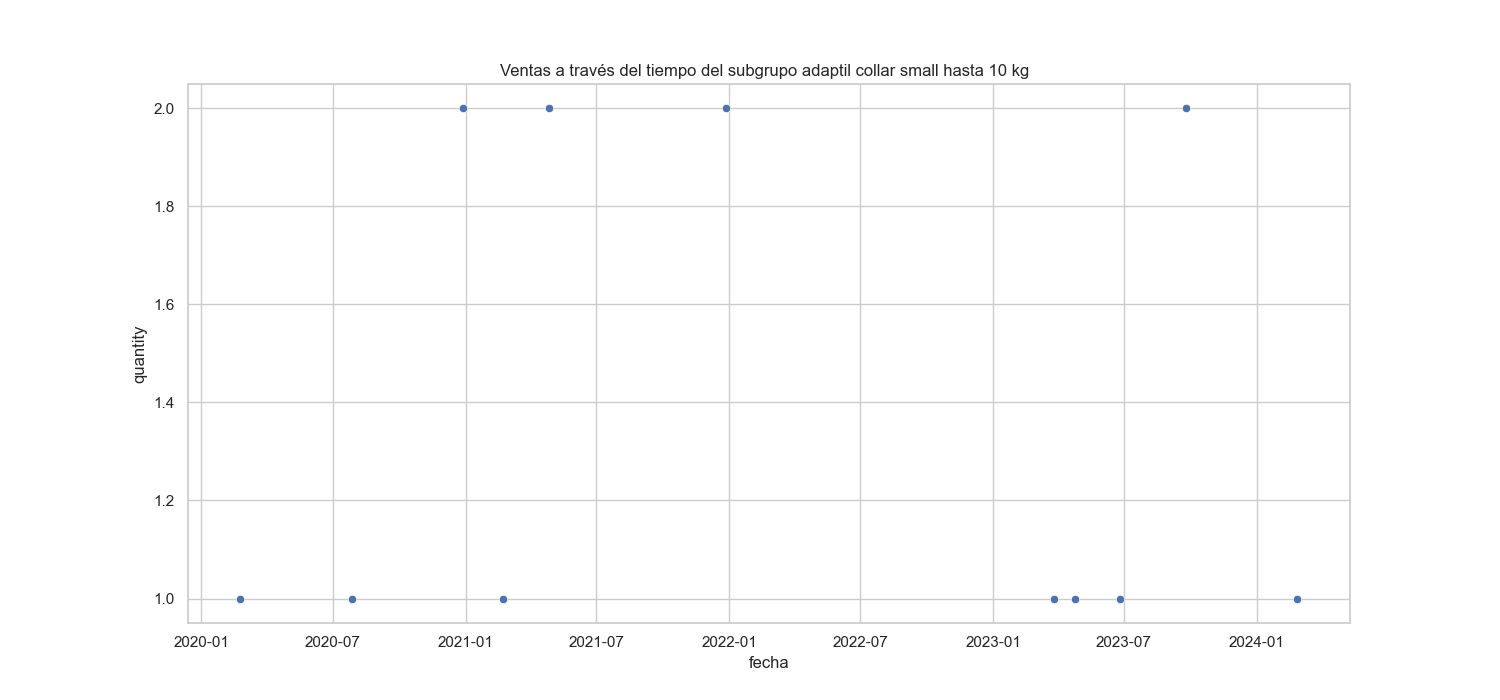 Ventas a través del tiempo del subgrupo adaptil collar small hasta 10 kg
2.0
1.8
1.6
1.4
1.2
1.0
quantity
2020-01 2020-07 2021-01 2021-07 2022-01 2022-07 2023-01 2023-07 2024-01
fecha